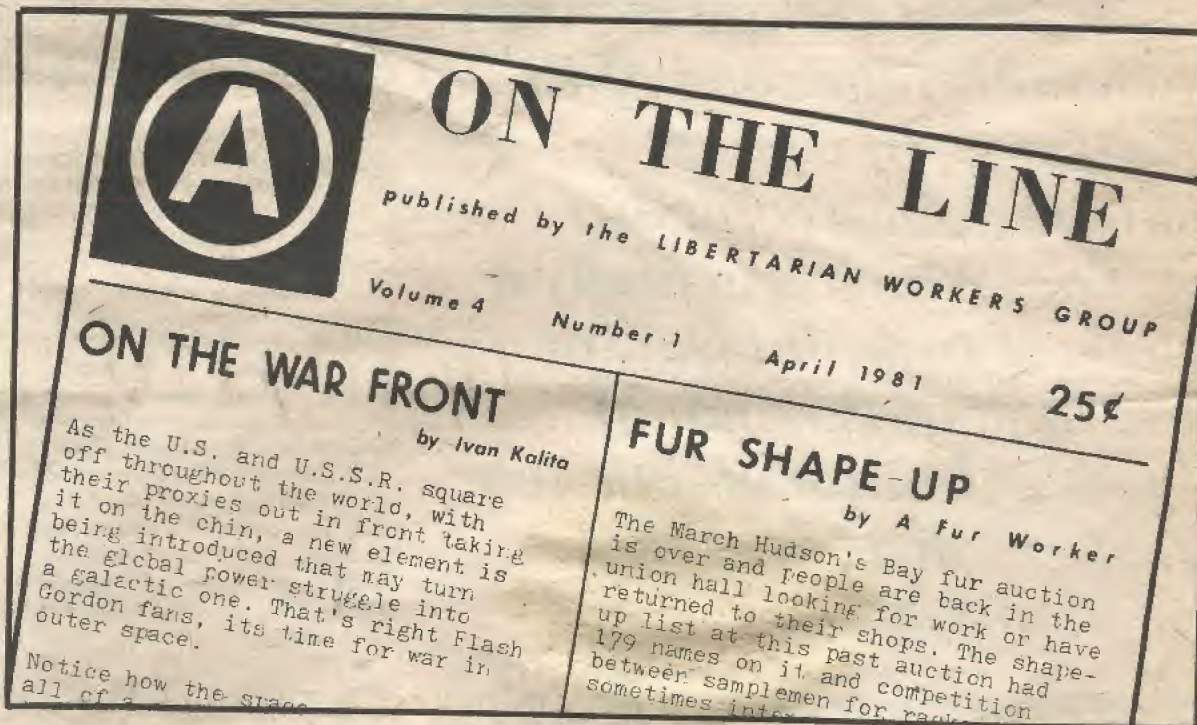 A
ON THE LINE
published by the LIBERTARIAN WORKERS GROUP
Volume 4 Number 1 April 1981 25¢
ON THE WAR FRONT
by Ivan Kalita
As the U.S. and U.S.S.R. square
off throughout the world, with
their proxies out in front taking
it on the chin, a new element is
being introduced that may turn
the global power struggle into
a galactic one. That's right Flash
Gordon fans, its time for war in
outer space.
Notice how the space
all of a
FUR SHAPE-UP
by A Fur Worker
The March Hudson's Bay fur auction
is over and people are back in the
union hall looking for work or have
returned to their shops. The shape-
up list at this past auction had
179 names on it and competition
between samplemen for
sometimes